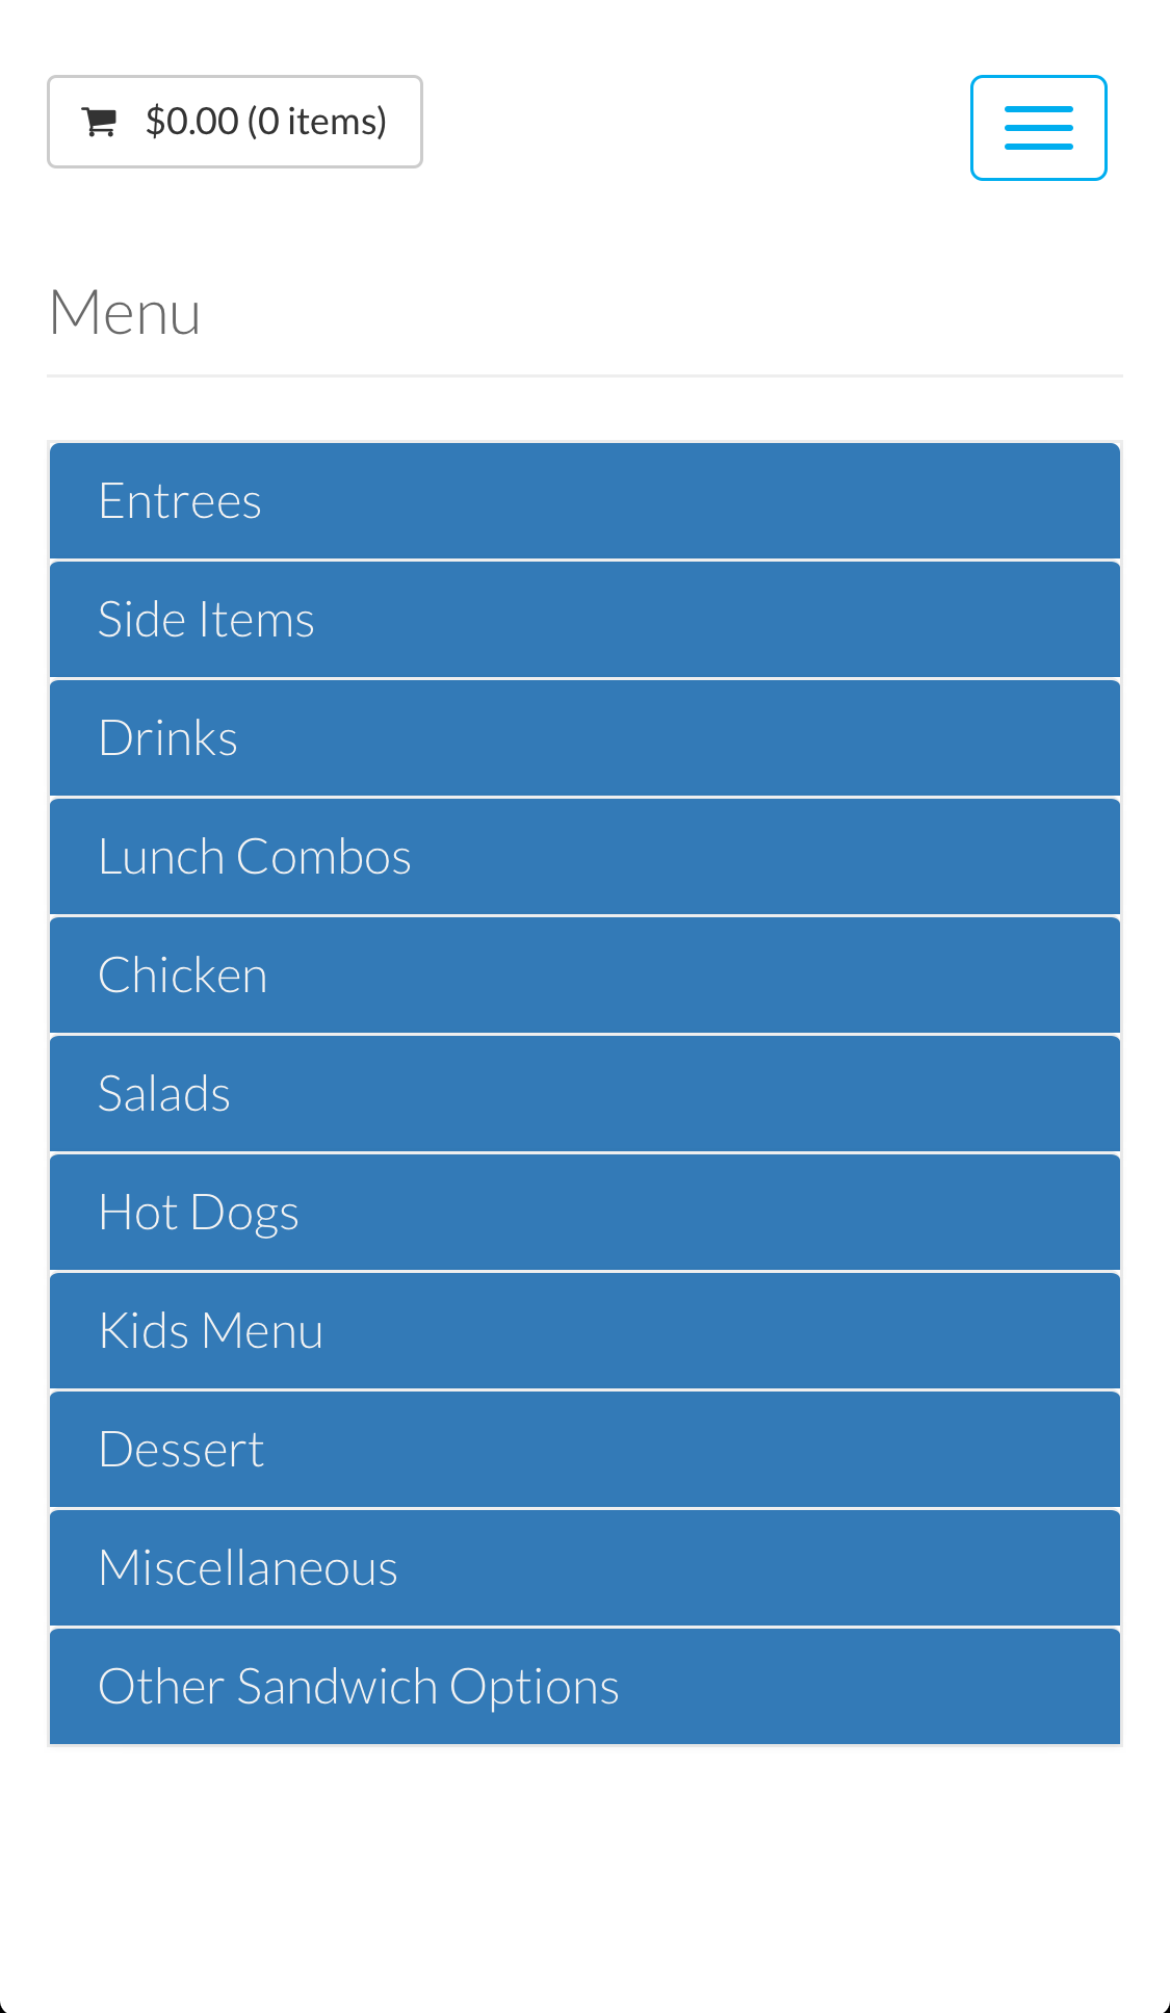 $0.00 (0 items)
Menu
Entrees
Side Items
Drinks
Lunch Combos
Chicken
Salads
Hot Dogs
Kids Menu
Dessert
Miscellaneous
Other Sandwich Options